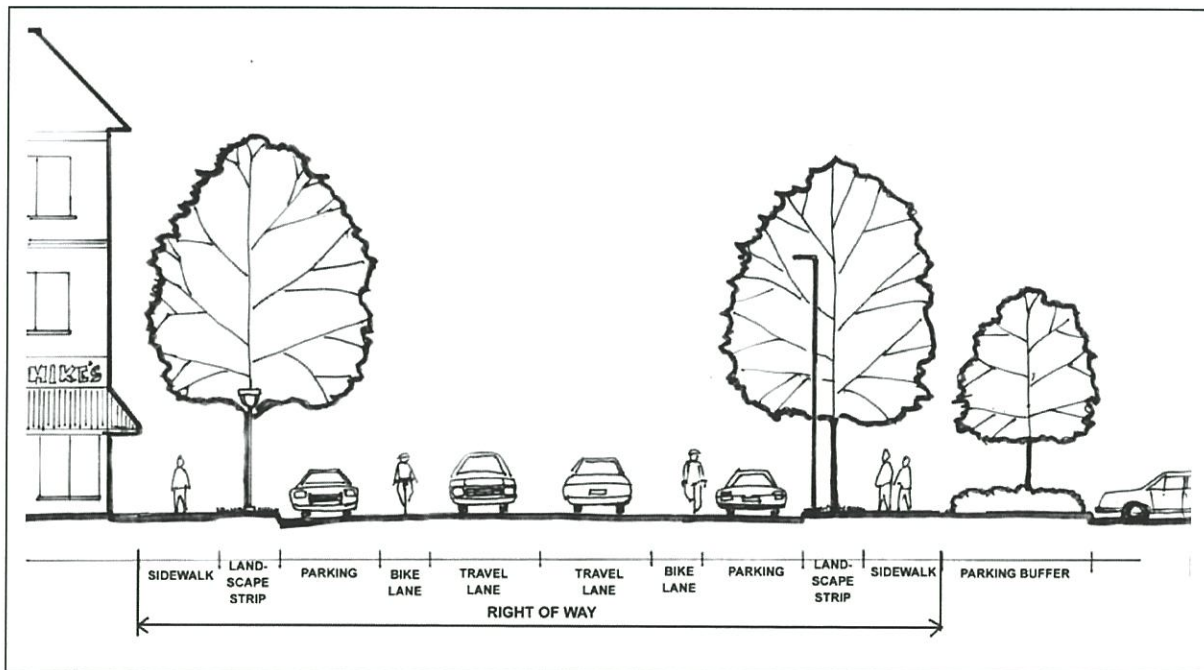 MIKE'S
SIDEWALK
LAND-
SCAPE
STRIP
PARKING
BIKE
LANE
TRAVEL
LANE
TRAVEL
LANE
BIKE
LANE
PARKING
LAND-
SCAPE
STRIP
SIDEWALK
PARKING BUFFER
RIGHT OF WAY